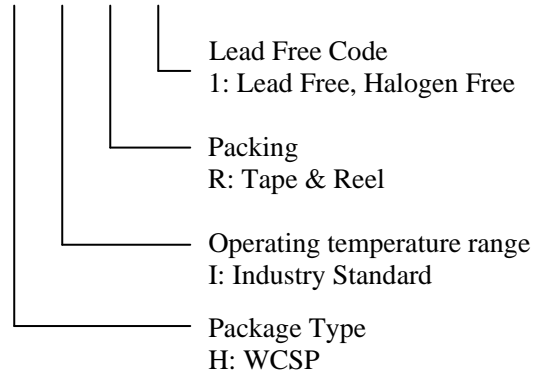 Lead Free Code
1: Lead Free, Halogen Free
Packing
R: Tape & Reel
Operating temperature range
I: Industry Standard
Package Type
H: WCSP